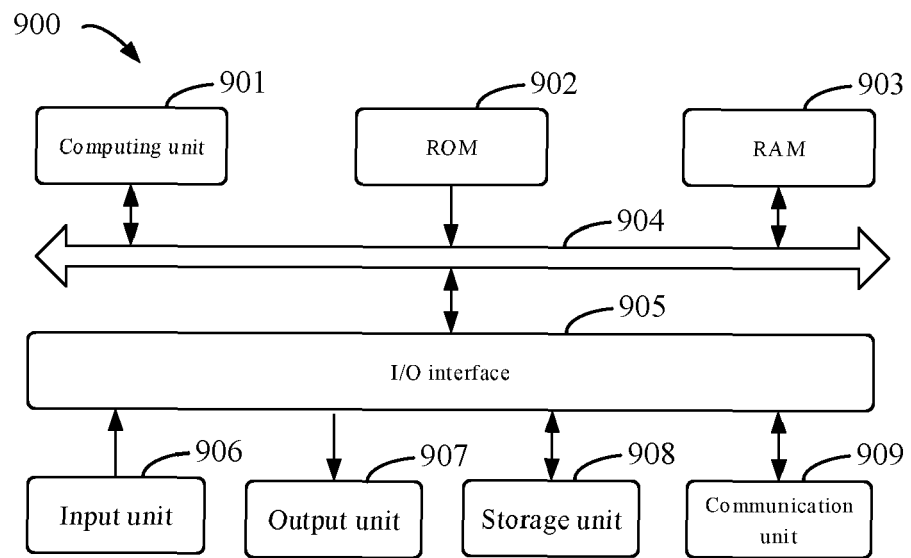 900
901
902
903
Computing unit
ROM
RAM
904
905
I/O interface
906
907
908
909
Input unit
Output unit
Storage unit
Communication
unit